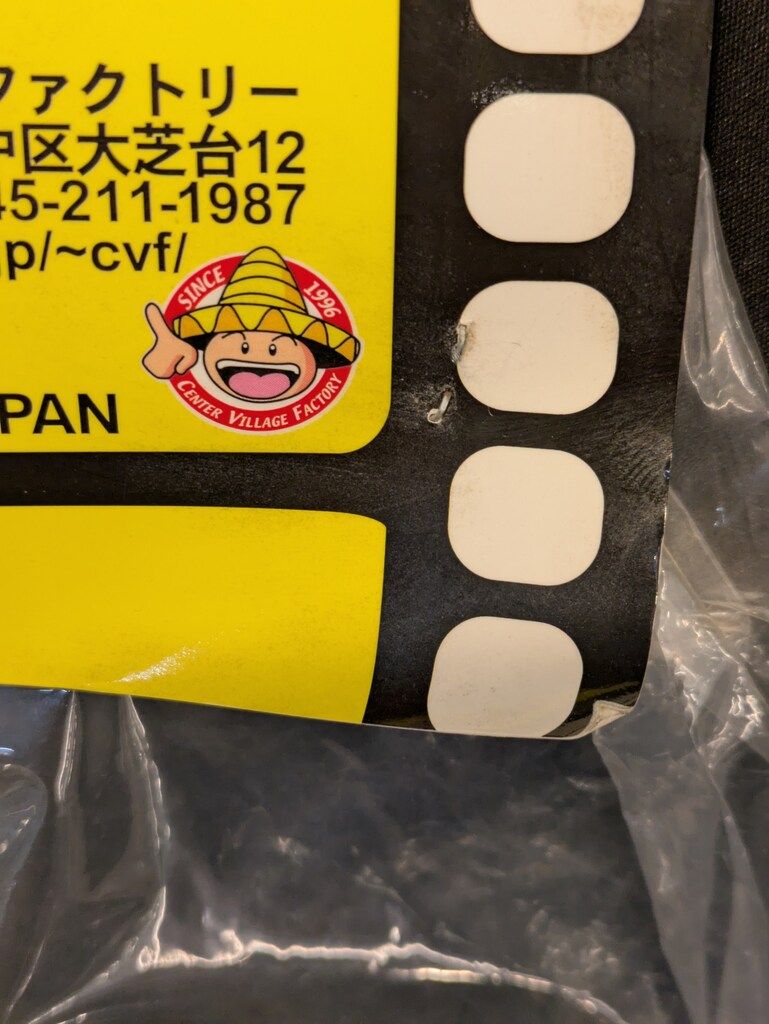 ファクトリー
中区大芝台12
45-211-1987
jp/~cvf/
SINCE 1996
CENTER VILLAGE FACTORY
PAN